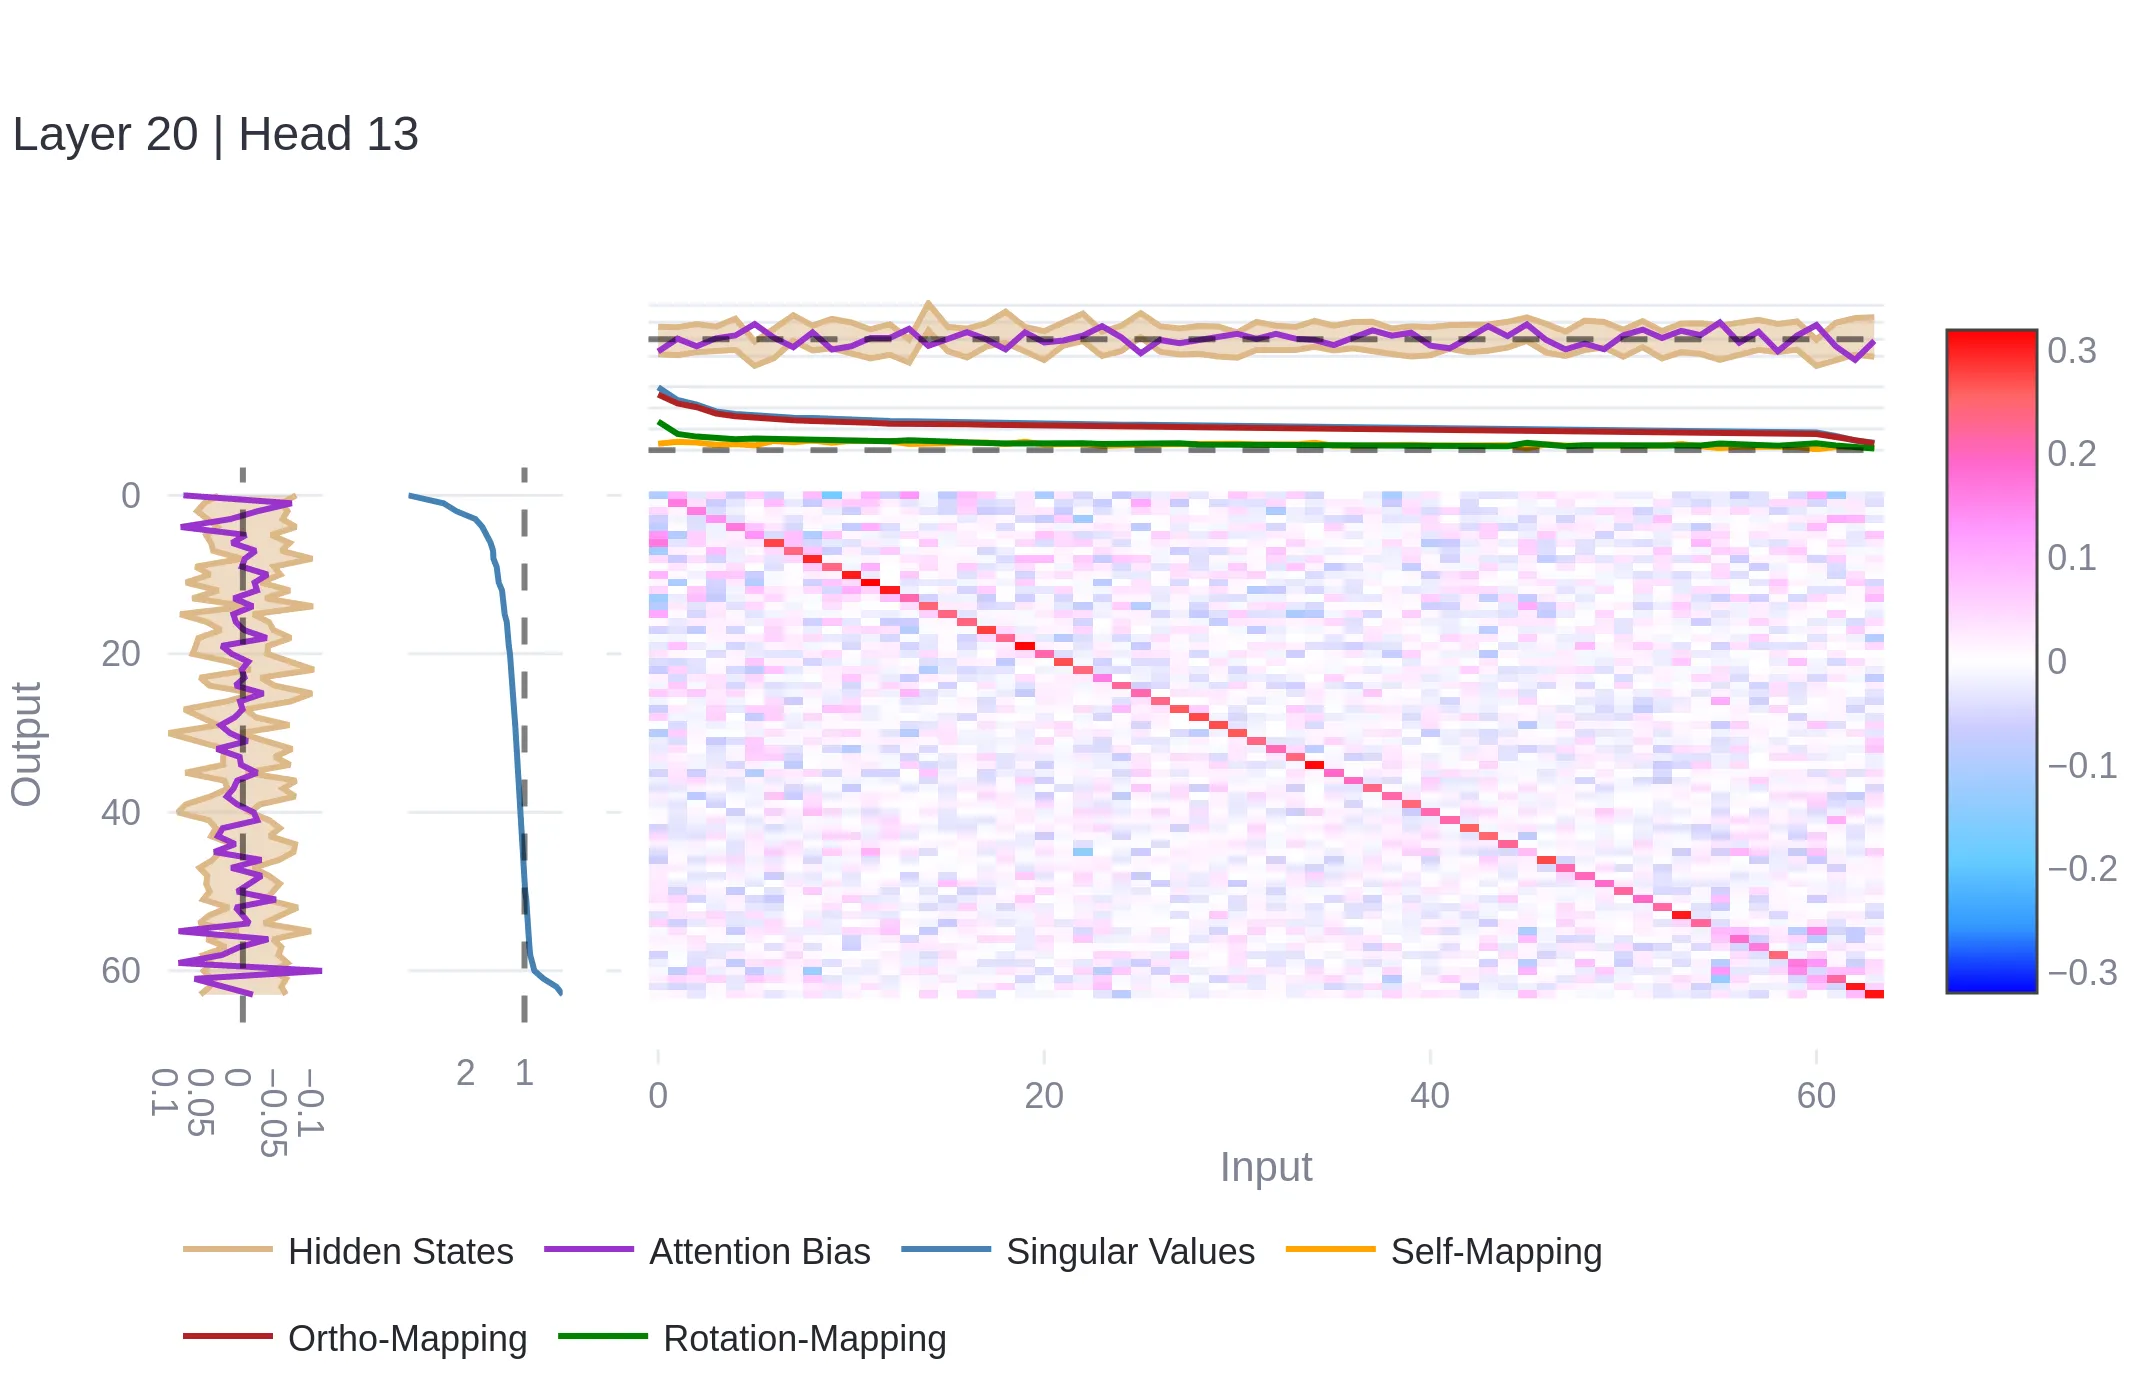 Layer 20 | Head 13
0
20
40
60
Output
0.1
0.05
0
−0.05
−0.1
2
1
0
20
40
60
Input
0.3
0.2
0.1
0
−0.1
−0.2
−0.3
Hidden States
Attention Bias
Singular Values
Self-Mapping
Ortho-Mapping
Rotation-Mapping